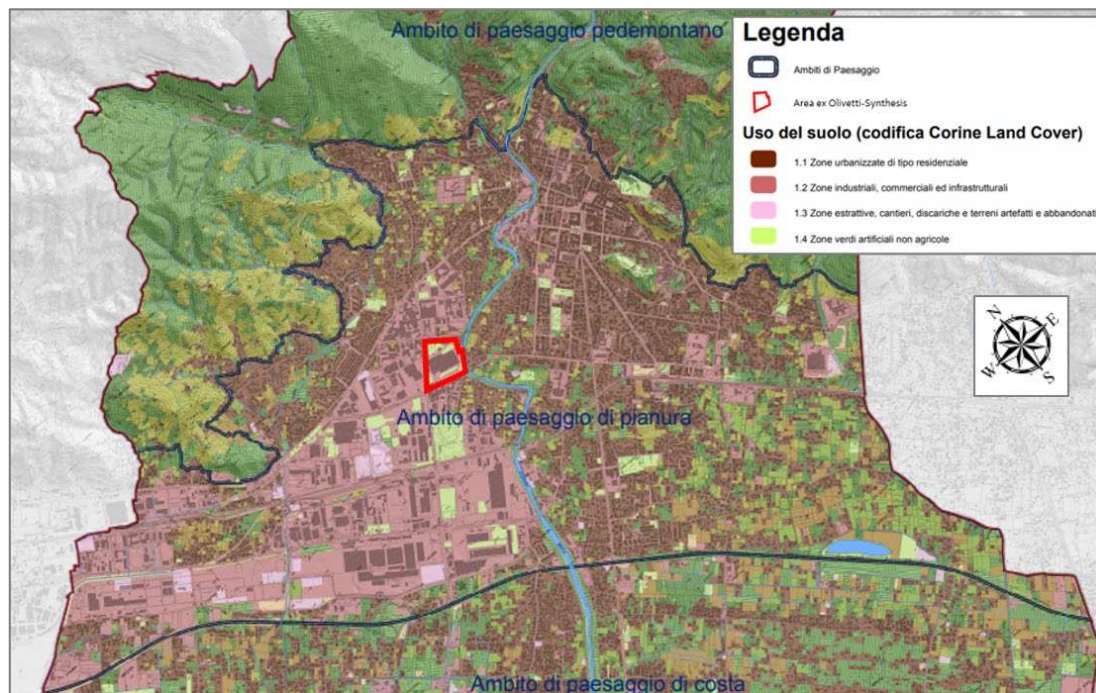 Ambito di paesaggio pedemontano
Legenda
Ambiti di Paesaggio
Area ex Olivetti-Synthesis
Uso del suolo (codifica Corine Land Cover)
1.1 Zone urbanizzate di tipo residenziale
1.2 Zone industriali, commerciali ed infrastrutturali
1.3 Zone estrattive, cantieri, discariche e terreni artefatti e abbandonati
1.4 Zone verdi artificiali non agricole
N
E
W
S
Ambito di paesaggio di pianura
Ambito di paesaggio di costa